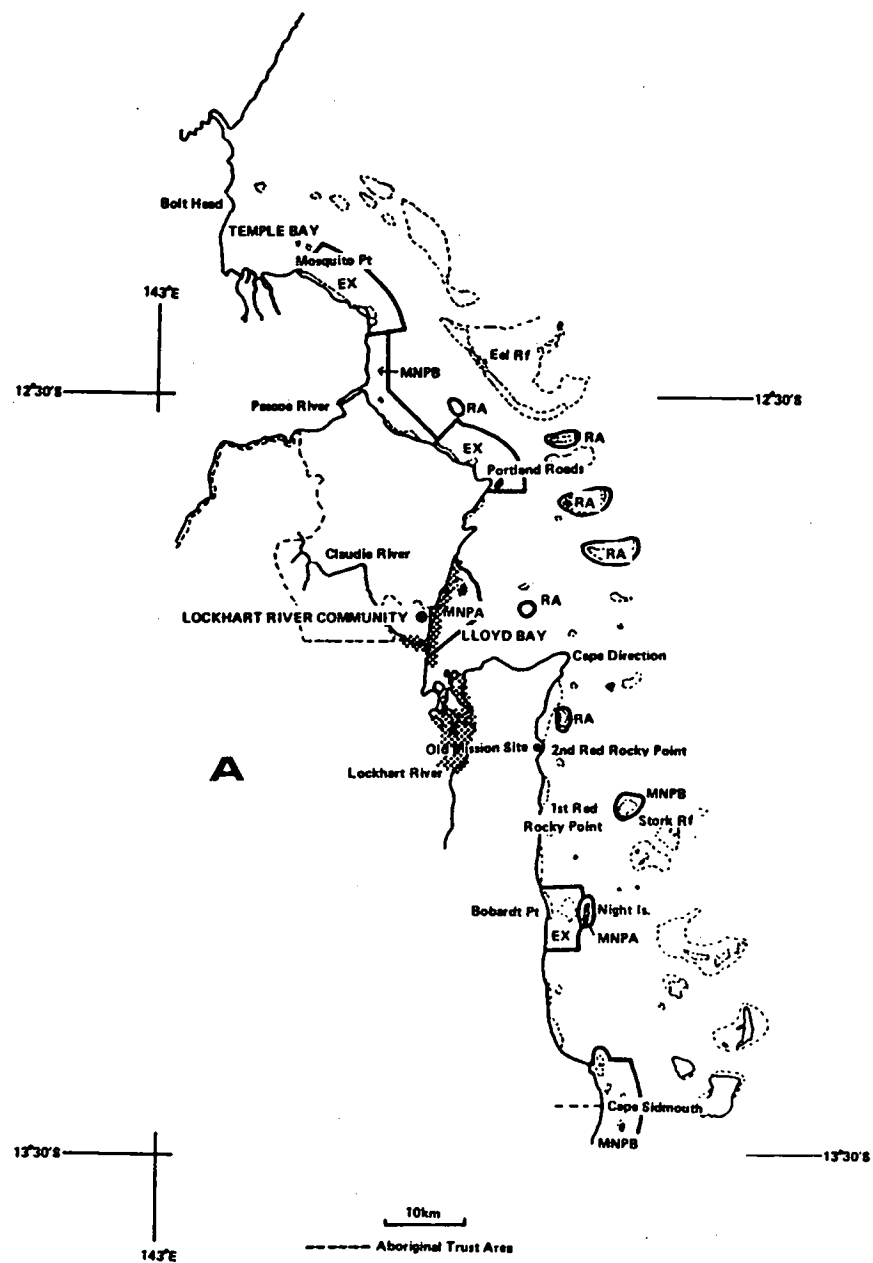 Bolt Head
TEMPLE BAY
Mosquito Pt
EX
143°E
Eel Rf
MNPB
12°30'S
12°30'S
Pascoe River
RA
RA
EX
Portland Roads
RA
RA
Claudie River
RA
LOCKHART RIVER COMMUNITY
MNPA
LLOYD BAY
Cape Direction
RA
Old Mission Site
2nd Red Rocky Point
A
Lockhart River
MNPB
1st Red
Rocky Point
Stork Rf
Bobardt Pt
Night Is.
EX
MNPA
Cape Sidmouth
MNPB
13°30'S
13°30'S
10km
143°E
Aboriginal Trust Area